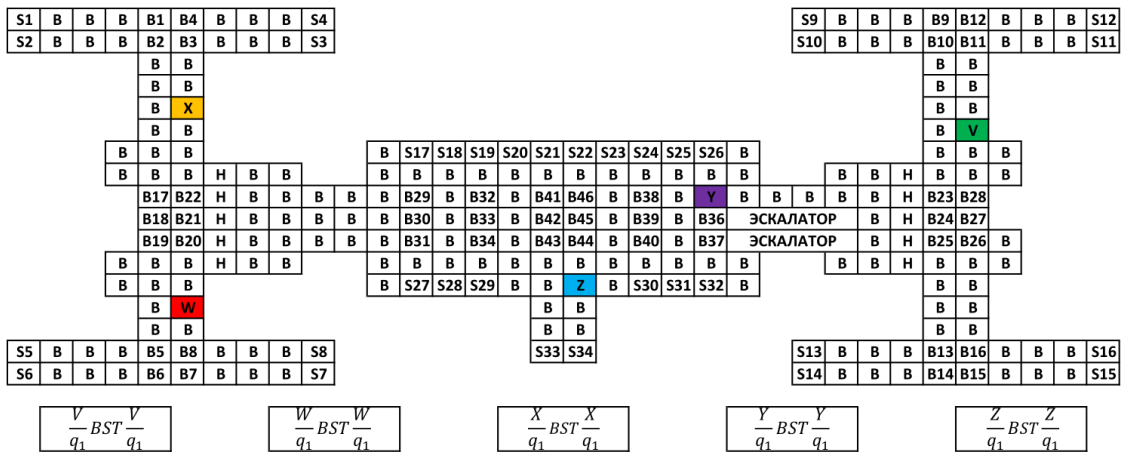 S1 B B B B1 B4 B B B S4 S9 B B B B9 B12 B B B S12
S2 B B B B2 B3 B B B S3 S10 B B B B10 B11 B B B S11
B B B B
B B B B
B X B B
B B B V
B B B B S17 S18 S19 S20 S21 S22 S23 S24 S25 S26 B B B B
B B B H B B B B B B B B B B B B B B B B H B B B
B17 B22 H B B B B B B29 B B32 B B41 B46 B B38 B Y B B B B B H B23 B28
B18 B21 H B B B B B B30 B B33 B B42 B45 B B39 B B36 ЭСКАЛАТОР B H B24 B27
B19 B20 H B B B B B B31 B B34 B B43 B44 B B40 B B37 ЭСКАЛАТОР B H B25 B26 B
B B B H B B B B B B B B B B B B B B B B H B B B
B B B B S27 S28 S29 B B Z B S30 S31 S32 B B B B
B W B B B B
B B B B B B
S5 B B B B5 B8 B B B S8 S33 S34 S13 B B B B13 B16 B B B S16
S6 B B B B6 B7 B B B S7 S14 B B B B14 B15 B B B S15
V/q₁ BST V/q₁ W/q₁ BST W/q₁ X/q₁ BST X/q₁ Y/q₁ BST Y/q₁ Z/q₁ BST Z/q₁